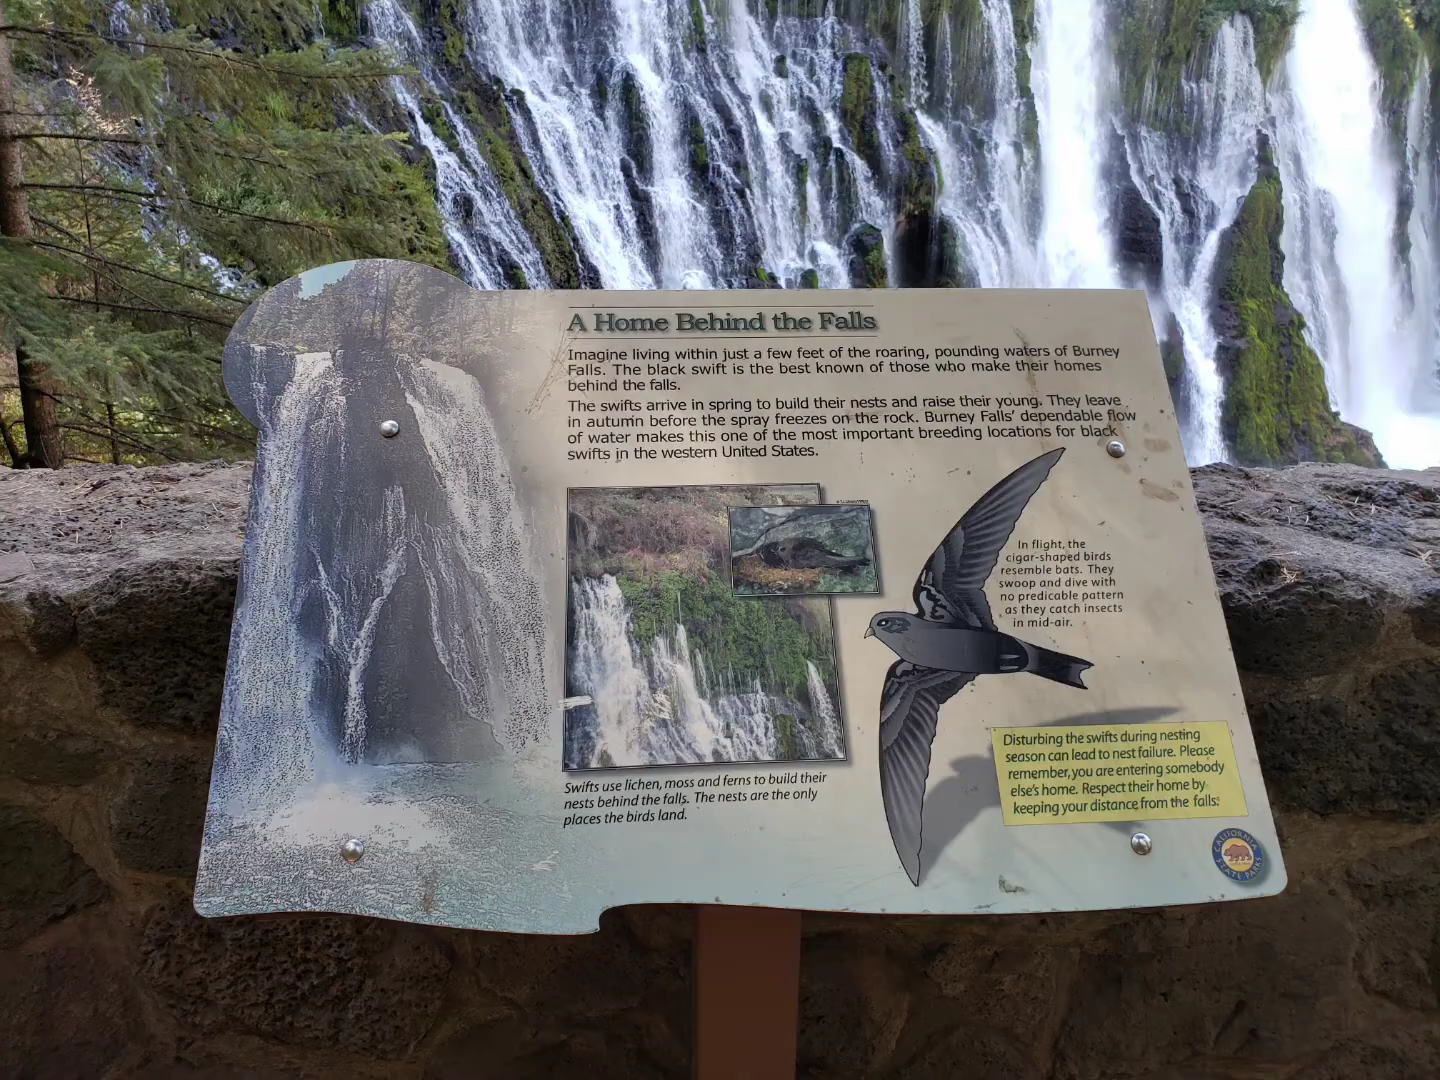 A Home Behind the Falls
Imagine living within just a few feet of the roaring, pounding waters of Burney
Falls. The black swift is the best known of those who make their homes
behind the falls.
The swifts arrive in spring to build their nests and raise their young. They leave
in autumn before the spray freezes on the rock. Burney Falls' dependable flow
of water makes this one of the most important breeding locations for black
swifts in the western United States.
In flight, the
cigar-shaped birds
resemble bats. They
swoop and dive with
no predicable pattern
as they catch insects
in mid-air.
Swifts use lichen, moss and ferns to build their
nests behind the falls. The nests are the only
places the birds land.
Disturbing the swifts during nesting
season can lead to nest failure. Please
remember, you are entering somebody
else's home. Respect their home by
keeping your distance from the falls.
CALIFORNIA
STATE PARKS